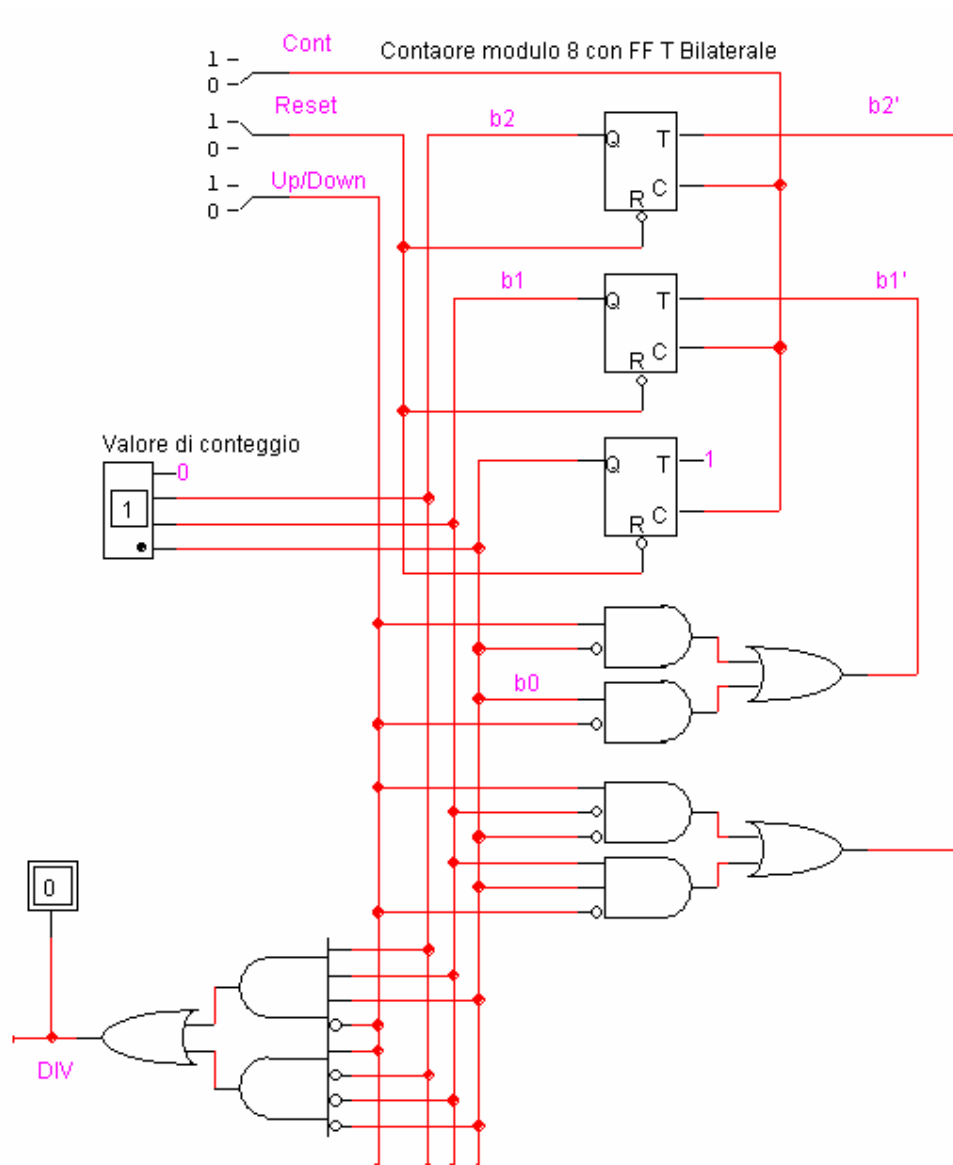 Cont
Contaore modulo 8 con FF T Bilaterale
1
0
Reset
1
0
Up/Down
1
0
b2
b2'
Q T
R C
b1
b1'
Q T
R C
Valore di conteggio
0
1
Q T 1
R C
b0
0
DIV